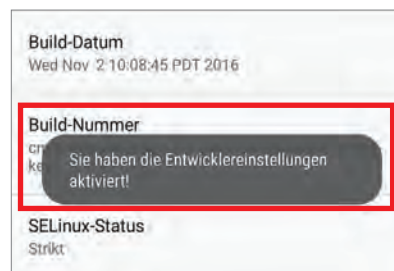 Build-Datum
Wed Nov 2 10:08:45 PDT 2016
Build-Nummer
Sie haben die Entwicklereinstellungen
aktiviert!
SELinux-Status
Strikt